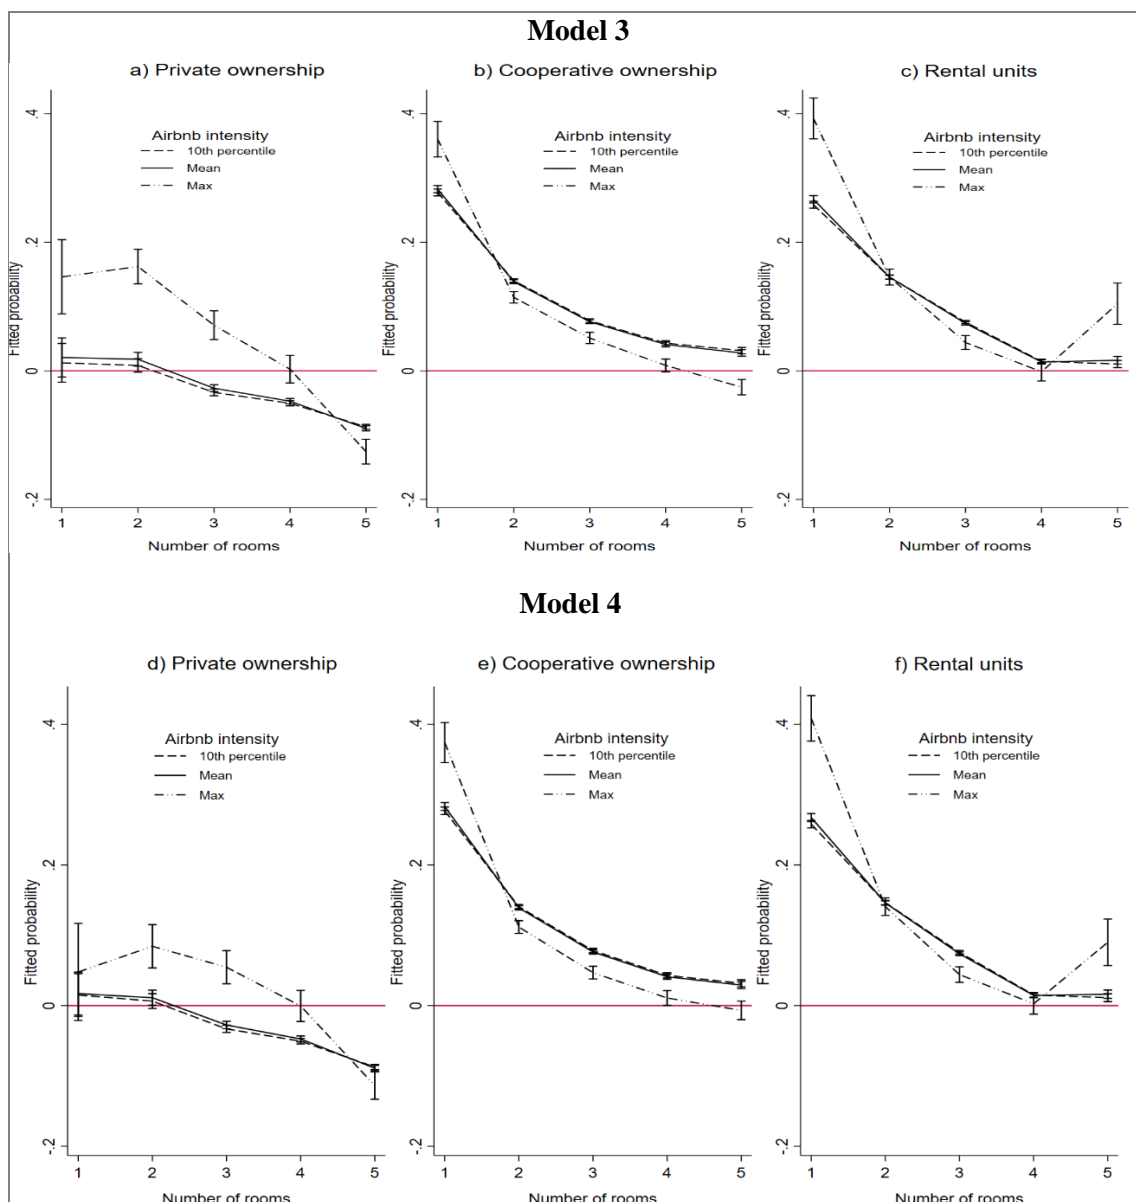 Model 3
a) Private ownership
b) Cooperative ownership
c) Rental units
Airbnb intensity
10th percentile
Mean
Max
Airbnb intensity
10th percentile
Mean
Max
Airbnb intensity
10th percentile
Mean
Max
Fitted probability
.4
.2
0
-.2
1 2 3 4 5
Number of rooms
Fitted probability
.4
.2
0
-.2
1 2 3 4 5
Number of rooms
Fitted probability
.4
.2
0
-.2
1 2 3 4 5
Number of rooms
Model 4
d) Private ownership
e) Cooperative ownership
f) Rental units
Airbnb intensity
10th percentile
Mean
Max
Airbnb intensity
10th percentile
Mean
Max
Airbnb intensity
10th percentile
Mean
Max
Fitted probability
.4
.2
0
-.2
1 2 3 4 5
Number of rooms
Fitted probability
.4
.2
0
-.2
1 2 3 4 5
Number of rooms
Fitted probability
.4
.2
0
-.2
1 2 3 4 5
Number of rooms